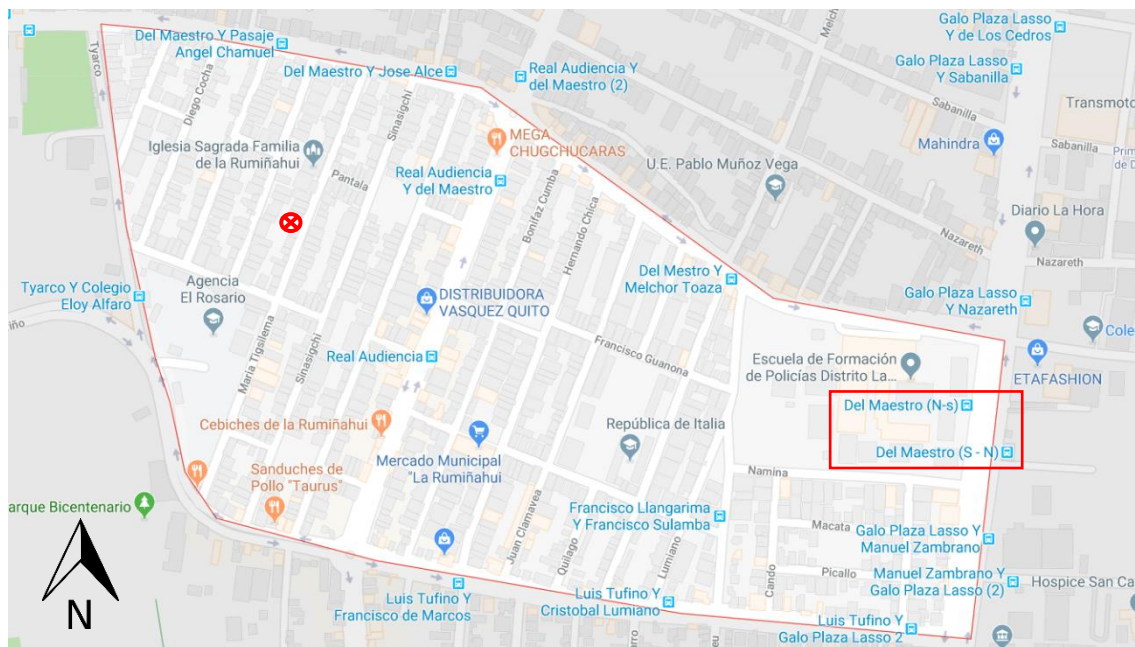 Galo Plaza Lasso
Y de Los Cedros
Tyarco
Del Maestro Y Pasaje
Angel Chamuel
Del Maestro Y Jose Alce
Real Audiencia Y
del Maestro (2)
Melch
Galo Plaza Lasso
Y Sabanilla
Diego Cocha
Sinasigchi
Sabanilla
Transmoto
MEGA
CHUGCHUCARAS
Mahindra
Sabanilla
Prim
de D
Iglesia Sagrada Familia
de la Rumiñahui
Pantala
Real Audiencia
Y del Maestro
U.E. Pablo Muñoz Vega
Bonifaz Cumba
Hernando Chica
Diario La Hora
Nazareth
Nazareth
Tyarco Y Colegio
Eloy Alfaro
Agencia
El Rosario
DISTRIBUIDORA
VASQUEZ QUITO
Del Mestro Y
Melchor Toaza
Galo Plaza Lasso
Y Nazareth
Cole
iño
Maria Tigsilema
Sinasigchi
Real Audiencia
Francisco Guanona
Escuela de Formación
de Policías Distrito La...
ETAFASHION
Del Maestro (N-s)
Cebiches de la Rumiñahui
República de Italia
Del Maestro (S - N)
Mercado Municipal
"La Rumiñahui
Sanduches de
Pollo "Taurus"
Namina
arque Bicentenario
Juan Clamavea
Quilago
Francisco Llangarima
Y Francisco Sulamba
Lumiano
Macata
Galo Plaza Lasso Y
Manuel Zambrano
Cando
Picallo
Manuel Zambrano Y
Galo Plaza Lasso (2)
Hospice San Ca
N
Luis Tufino Y
Francisco de Marcos
Luis Tufino Y
Cristobal Lumiano
Luis Tufino Y
Galo Plaza Lasso 2
arro
eu